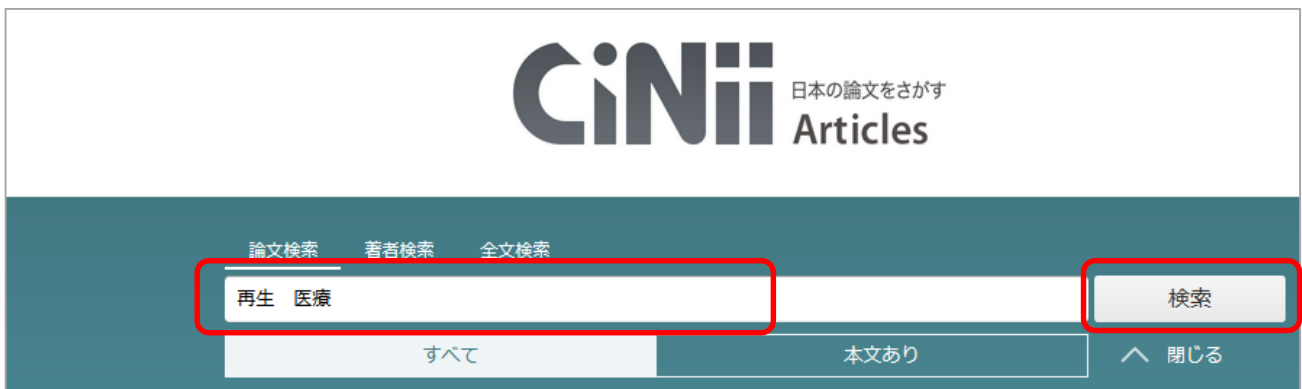 CiNii
日本の論文をさがす
Articles
論文検索 著者検索 全文検索
再生 医療 検索
すべて 本文あり 閉じる